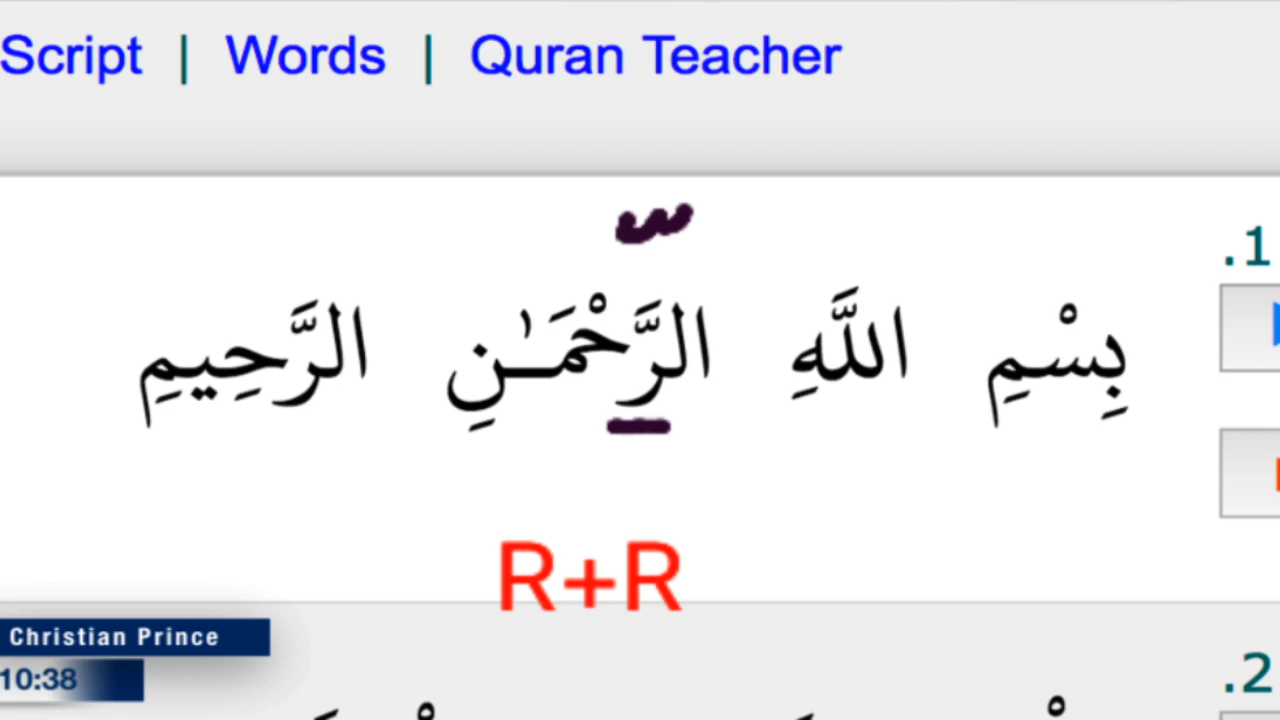 Script | Words | Quran Teacher
.1
بِسْمِ اللَّهِ الرَّحْمَـٰنِ الرَّحِيمِ
R+R
Christian Prince
10:38
.2